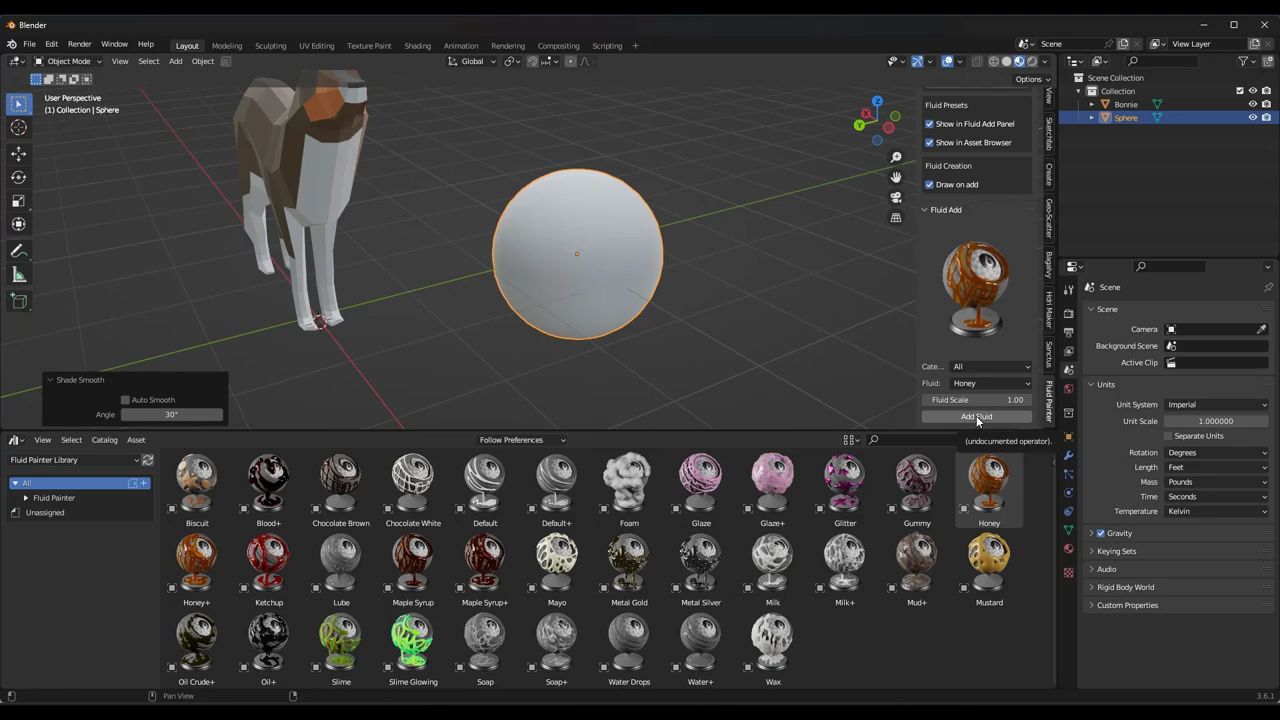 Blender
File Edit Render Window Help
Layout Modeling Sculpting UV Editing Texture Paint Shading Animation Rendering Compositing Scripting +
Scene
View Layer
Object Mode View Select Add Object
Global
Options
User Perspective
(1) Collection | Sphere
Z
X
Y
Fluid Presets
Show in Fluid Add Panel
Show in Asset Browser
Fluid Creation
Draw on add
Fluid Add
Cate... All
Fluid: Honey
Fluid Scale 1.00
Add Fluid
(undocumented operator).
View
Sketchfab
Create
Geo-Scatter
Bagapie
Hdri Maker
Sanctus
Fluid Painter
Shade Smooth
Auto Smooth
Angle 30°
Scene Collection
Collection
Bonnie
Sphere
Scene
Scene
Camera
Background Scene
Active Clip
Units
Unit System Imperial
Unit Scale 1.000000
Separate Units
Rotation Degrees
Length Feet
Mass Pounds
Time Seconds
Temperature Kelvin
Gravity
Keying Sets
Audio
Rigid Body World
Custom Properties
View Select Catalog Asset
Follow Preferences
Fluid Painter Library
All
Fluid Painter
Unassigned
Biscuit Blood+ Chocolate Brown Chocolate White Default Default+ Foam Glaze Glaze+ Glitter Gummy Honey
Honey+ Ketchup Lube Maple Syrup Maple Syrup+ Mayo Metal Gold Metal Silver Milk Milk+ Mud+ Mustard
Oil Crude+ Oil+ Slime Slime Glowing Soap Soap+ Water Drops Water+ Wax
Pan View
3.6.1